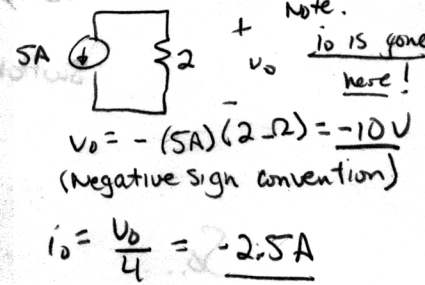 Note.
+
io is gone
5A
2
vo
here!
-
vo = - (5A)(2Ω) = -10V
(Negative sign convention)
io = vo/4 = -2.5A